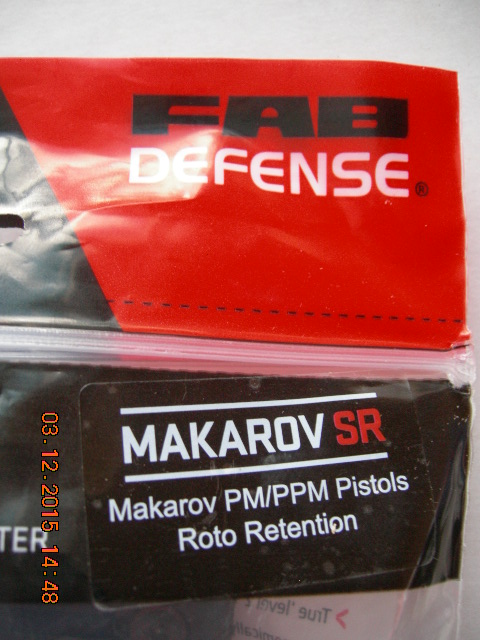 FAB
DEFENSE®
MAKAROV SR
Makarov PM/PPM Pistols
Roto Retention
TER
> True 'level
03-12-2015 14:48